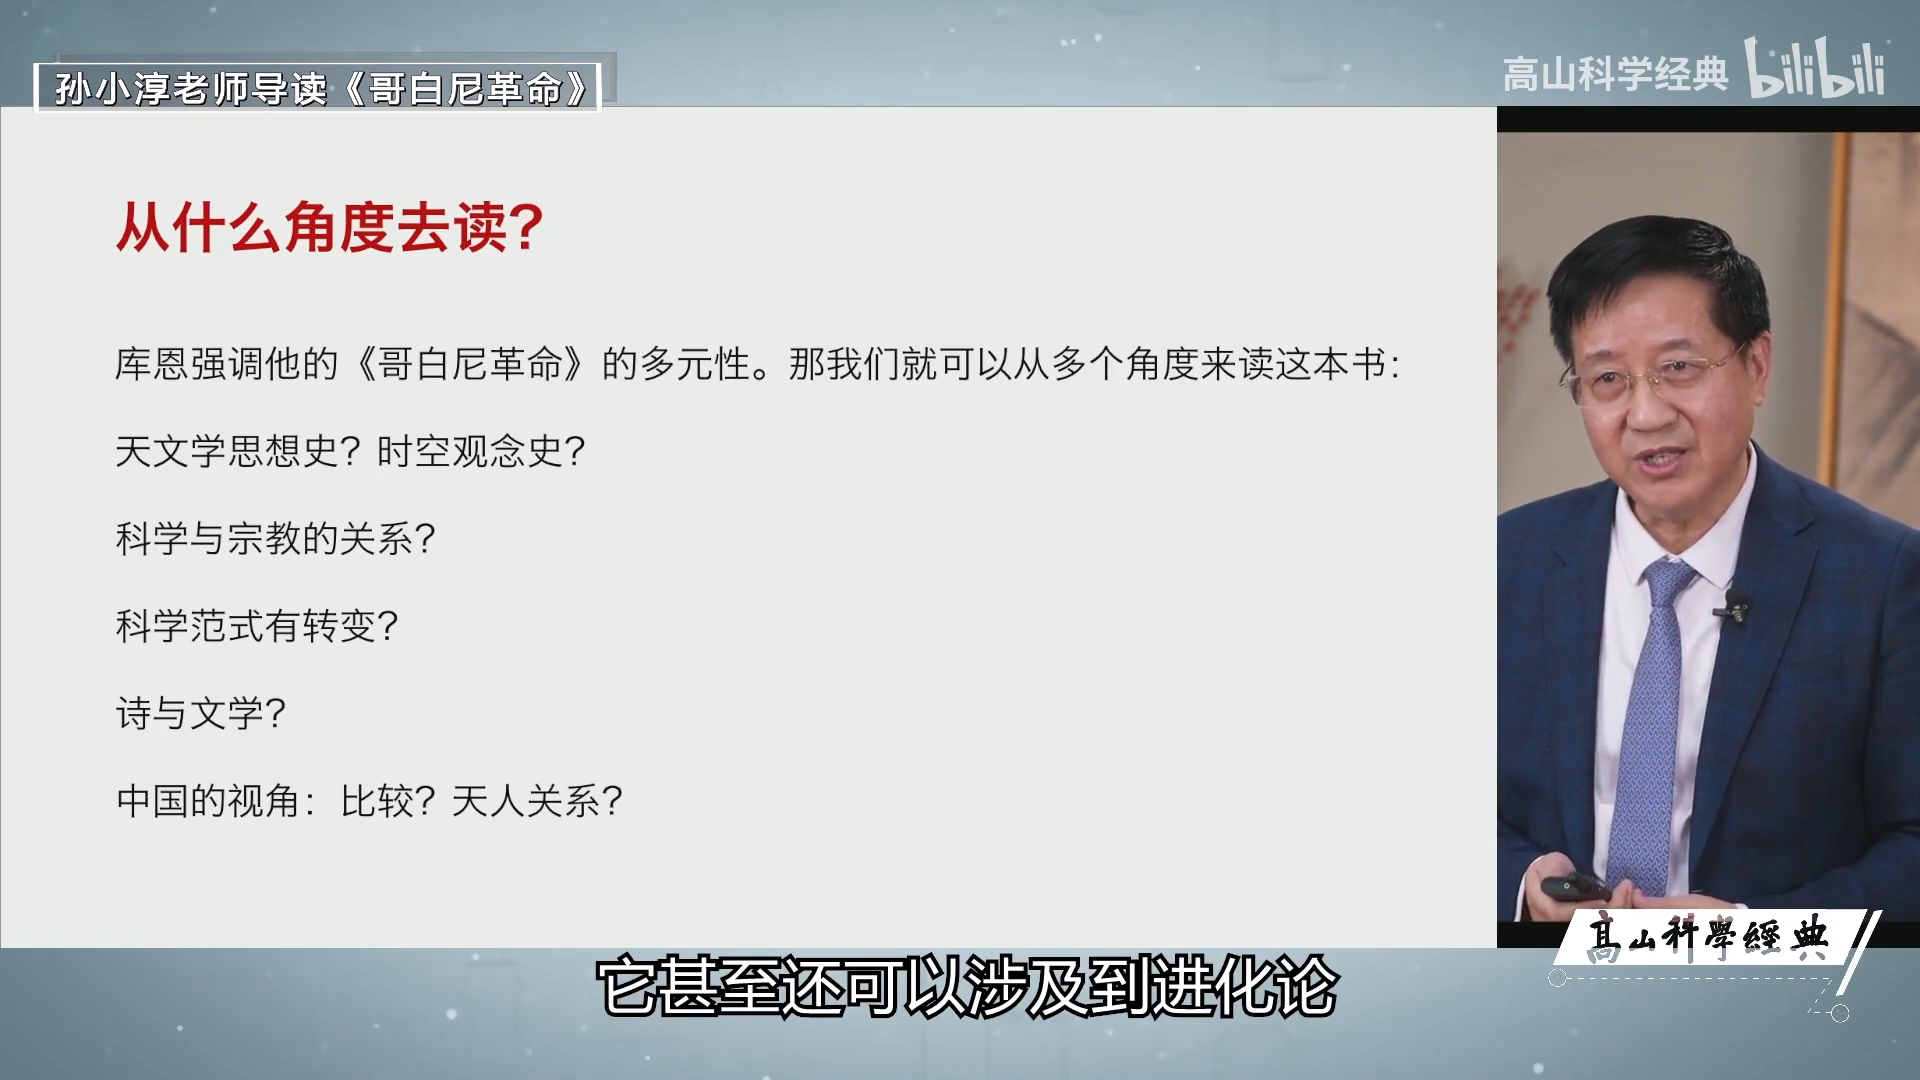 孙小淳老师导读《哥白尼革命》
高山科学经典 bilibili
从什么角度去读？
库恩强调他的《哥白尼革命》的多元性。那我们就可以从多个角度来读这本书：
天文学思想史？时空观念史？
科学与宗教的关系？
科学范式有转变？
诗与文学？
中国的视角：比较？天人关系？
高山科學經典
它甚至还可以涉及到进化论